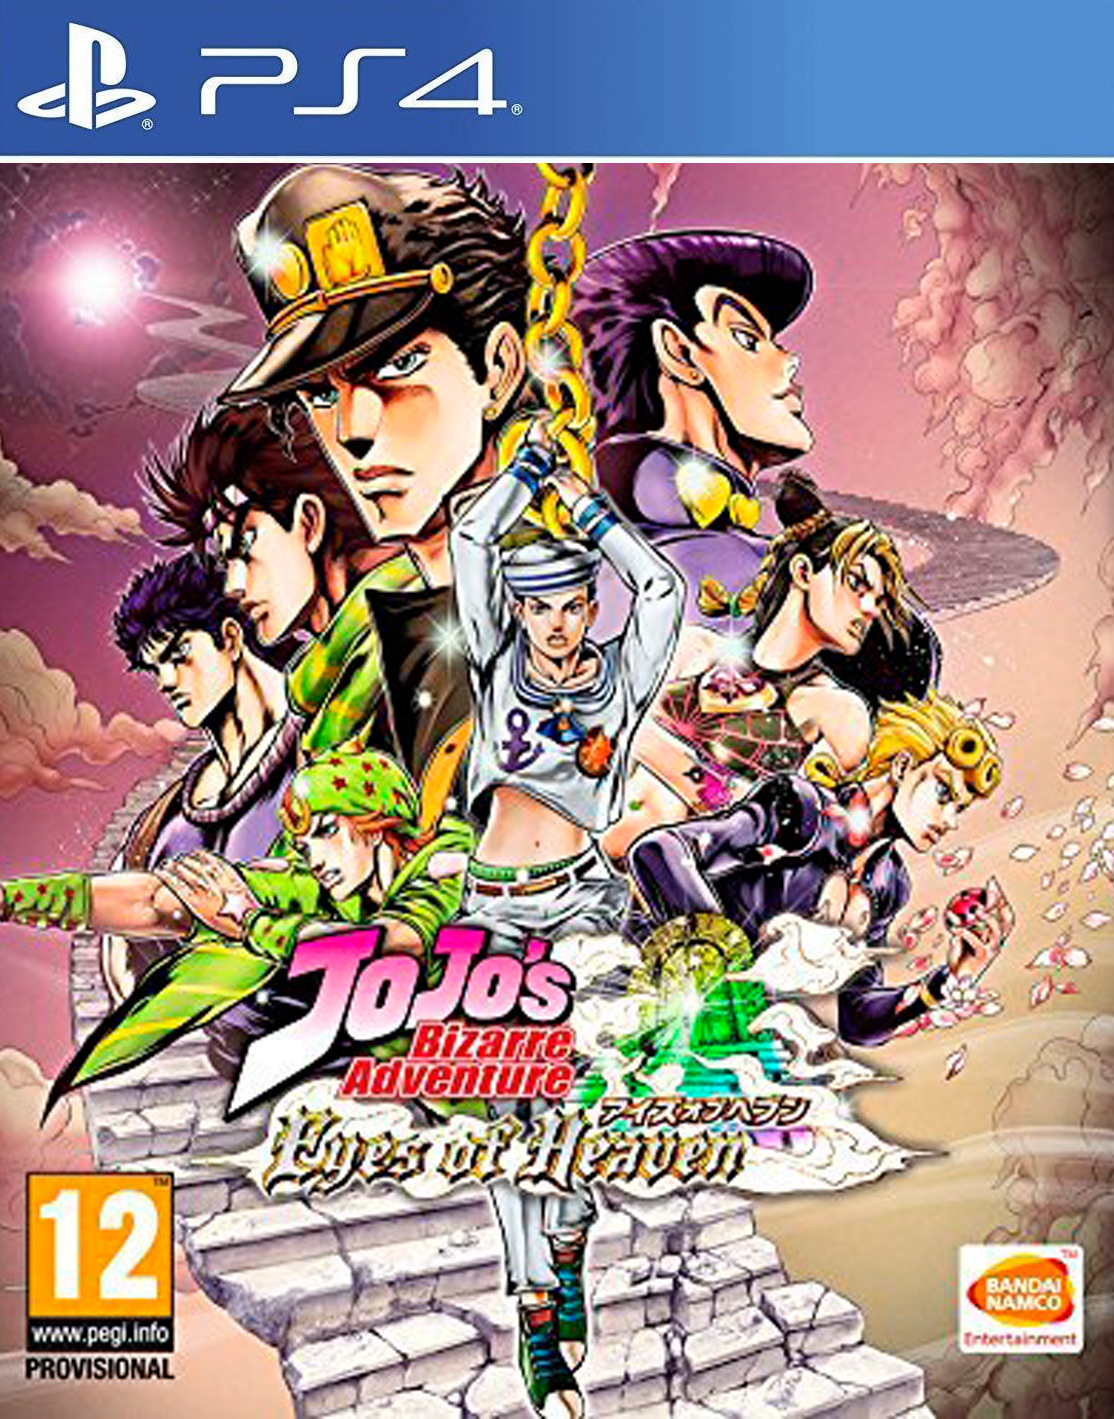 PS4
JoJo's
Bizarre
Adventure
アイズオブヘブン
Eyes of Heaven
12
www.pegi.info
PROVISIONAL
BANDAI
NAMCO
Entertainment